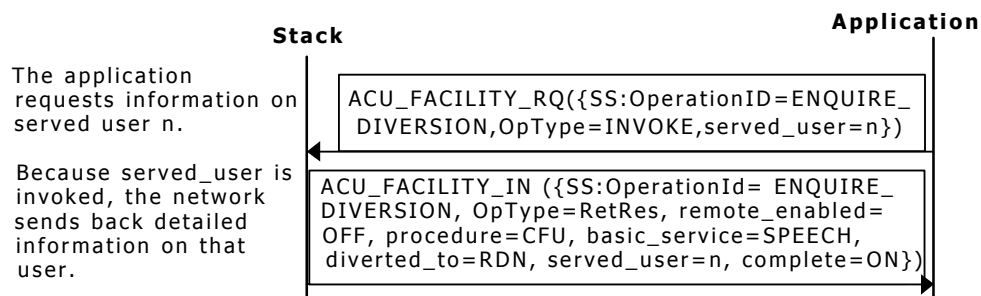 Application
Stack
The application
requests information on
served user n.
ACU_FACILITY_RQ({SS:OperationID=ENQUIRE_
DIVERSION,OpType=INVOKE,served_user=n})
Because served_user is
invoked, the network
sends back detailed
information on that
user.
ACU_FACILITY_IN ({SS:OperationId= ENQUIRE_
DIVERSION, OpType=RetRes, remote_enabled=
OFF, procedure=CFU, basic_service=SPEECH,
diverted_to=RDN, served_user=n, complete=ON})